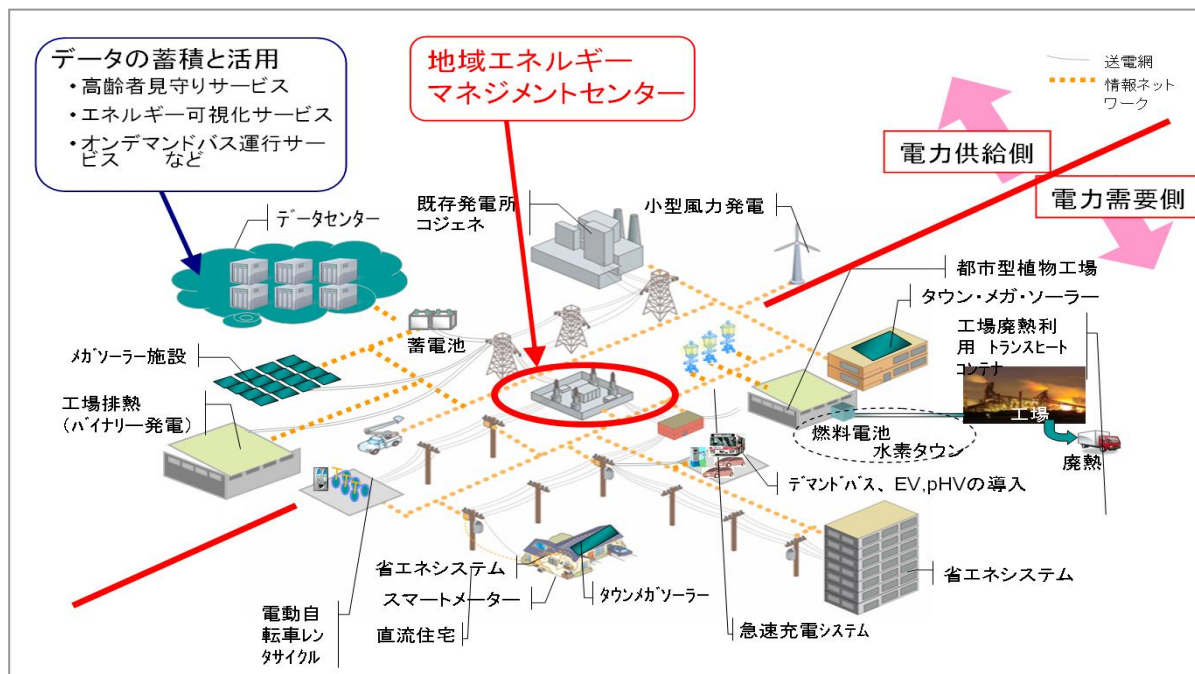 データの蓄積と活用
・高齢者見守りサービス
・エネルギー可視化サービス
・オンデマンドバス運行サー
ビス など
地域エネルギー
マネジメントセンター
送電網
情報ネット
ワーク
電力供給側
電力需要側
データセンター
既存発電所
コジェネ
小型風力発電
都市型植物工場
タウン・メガ・ソーラー
工場廃熱利
用 トランスヒート
コンテナ
蓄電池
メガソーラー施設
工場排熱
(バイナリー発電)
工場
燃料電池
水素タウン
廃熱
デマンドバス、EV,pHVの導入
省エネシステム
スマートメーター
タウンメガソーラー
直流住宅
電動自
転車レン
タサイクル
急速充電システム
省エネシステム